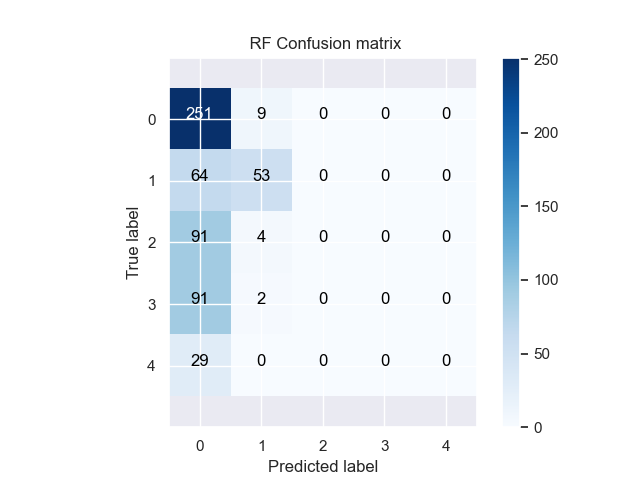 RF Confusion matrix
True label
0 251 9 0 0 0
1 64 53 0 0 0
2 91 4 0 0 0
3 91 2 0 0 0
4 29 0 0 0 0
0 1 2 3 4
Predicted label
250
200
150
100
50
0